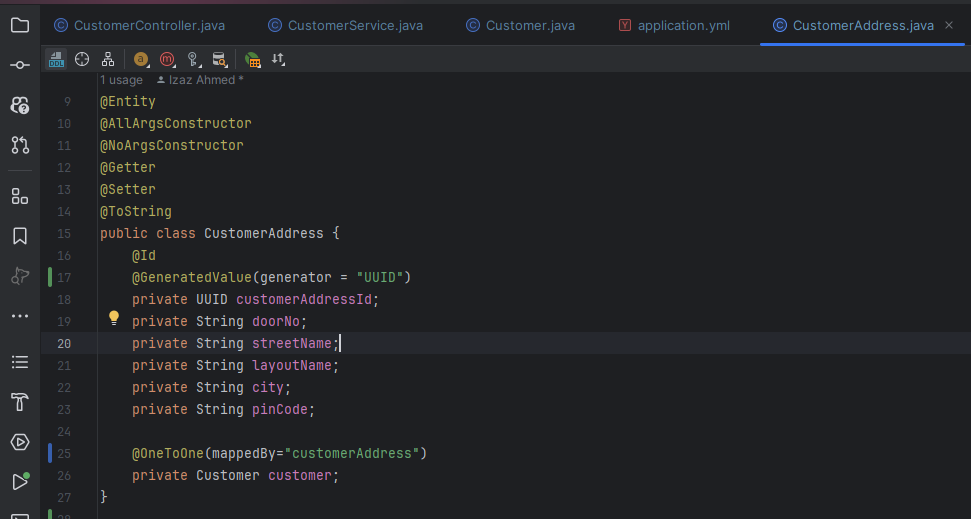 CustomerController.java CustomerService.java Customer.java application.yml CustomerAddress.java
1 usage Izaz Ahmed *
9 @Entity
10 @AllArgsConstructor
11 @NoArgsConstructor
12 @Getter
13 @Setter
14 @ToString
15 public class CustomerAddress {
16 @Id
17 @GeneratedValue(generator = "UUID")
18 private UUID customerAddressId;
19 private String doorNo;
20 private String streetName;
21 private String layoutName;
22 private String city;
23 private String pinCode;
24
25 @OneToOne(mappedBy="customerAddress")
26 private Customer customer;
27 }
28